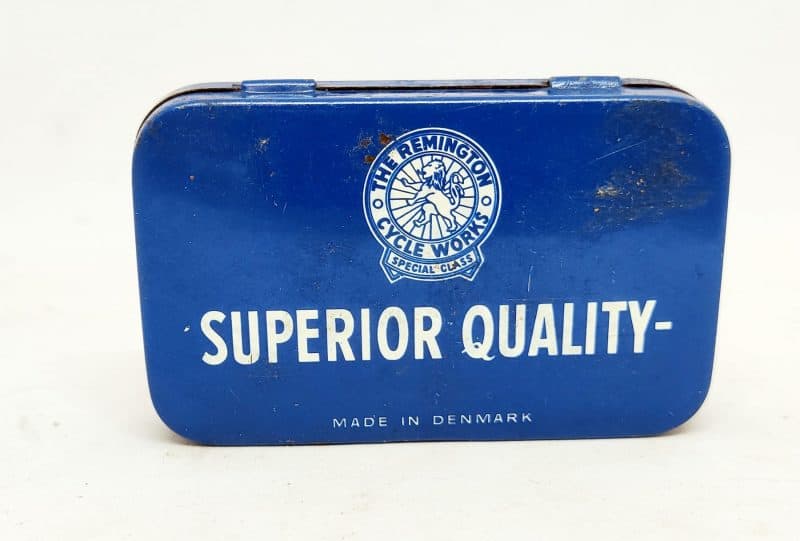 THE REMINGTON
CYCLE WORKS
SPECIAL CLASS
SUPERIOR QUALITY-
MADE IN DENMARK